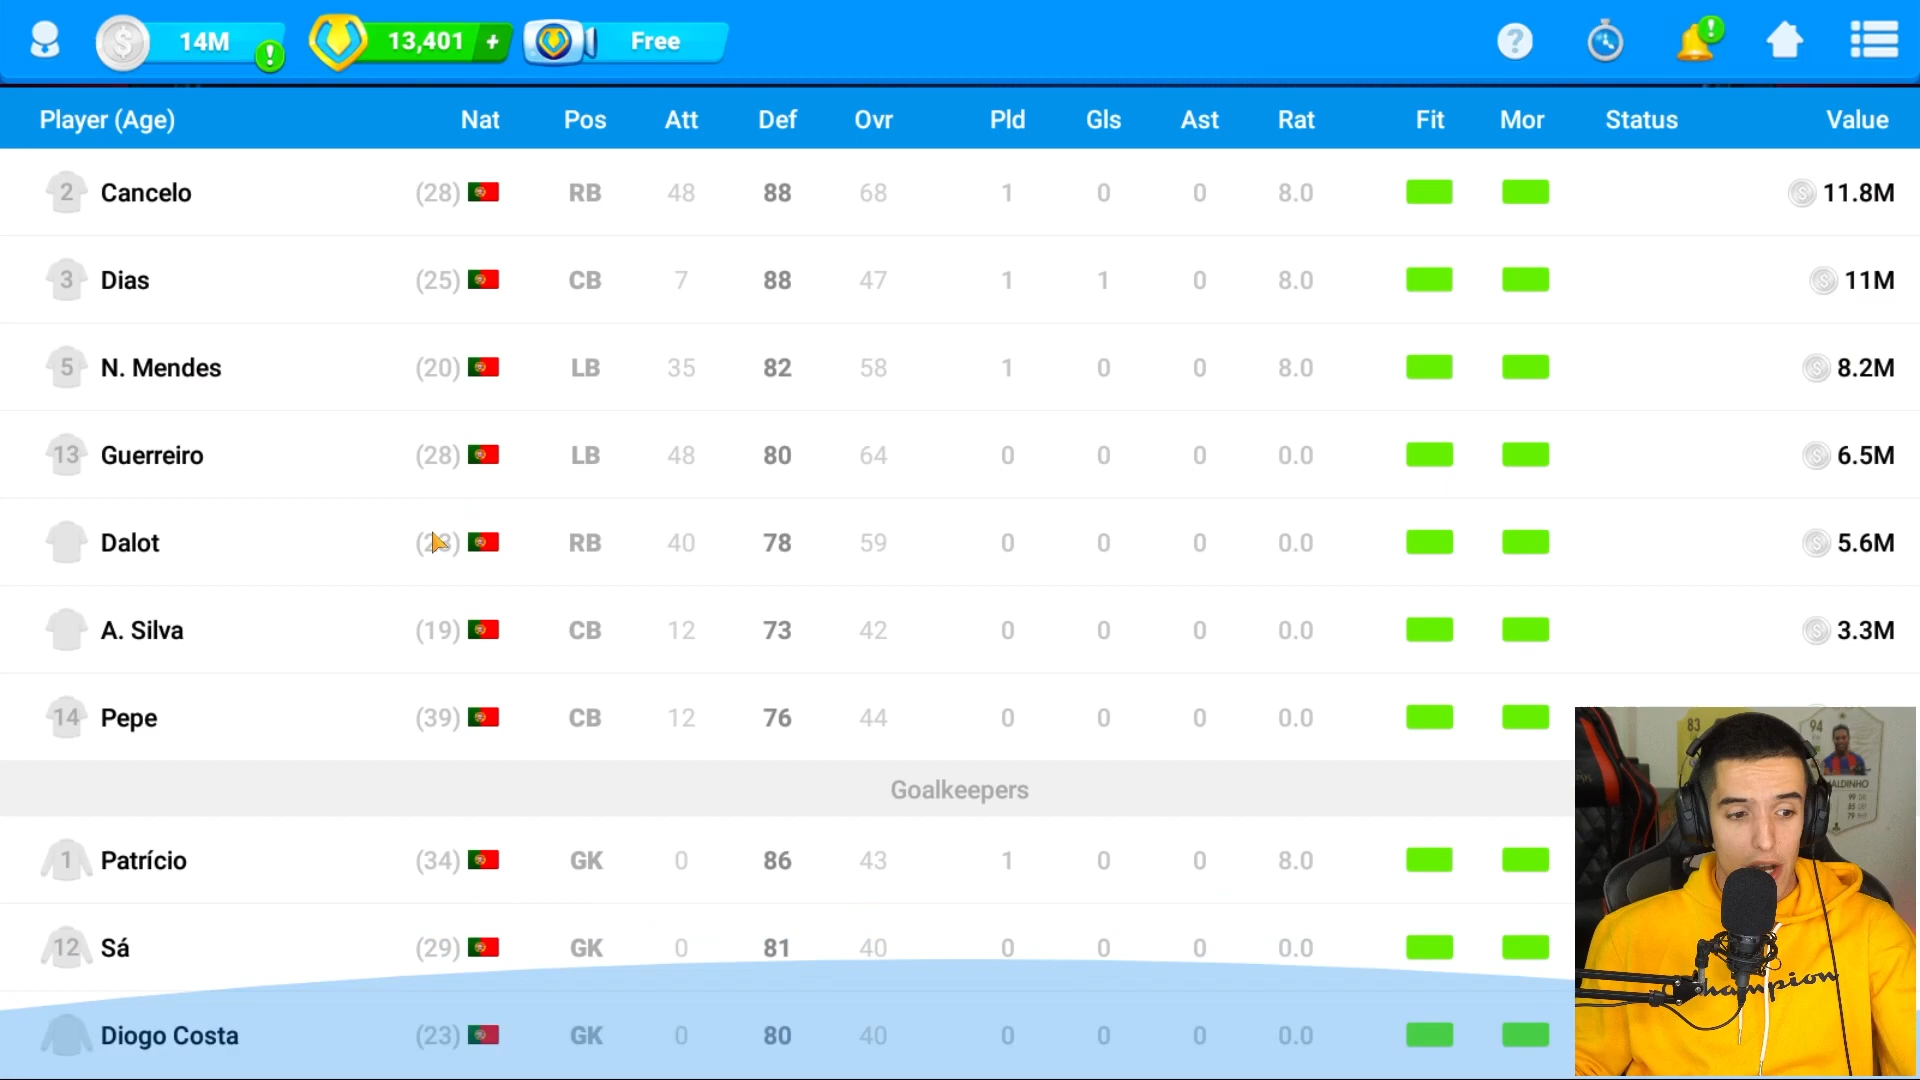 14M ! 13,401 + Free ? !
Player (Age) Nat Pos Att Def Ovr Pld Gls Ast Rat Fit Mor Status Value
2 Cancelo (28) RB 48 88 68 1 0 0 8.0 11.8M
3 Dias (25) CB 7 88 47 1 1 0 8.0 11M
5 N. Mendes (20) LB 35 82 58 1 0 0 8.0 8.2M
13 Guerreiro (28) LB 48 80 64 0 0 0 0.0 6.5M
Dalot RB 40 78 59 0 0 0 0.0 5.6M
A. Silva (19) CB 12 73 42 0 0 0 0.0 3.3M
14 Pepe (39) CB 12 76 44 0 0 0 0.0
Goalkeepers
1 Patrício (34) GK 0 86 43 1 0 0 8.0
12 Sá (29) GK 0 81 40 0 0 0 0.0
Diogo Costa (23) GK 0 80 40 0 0 0 0.0
83
94
Champion